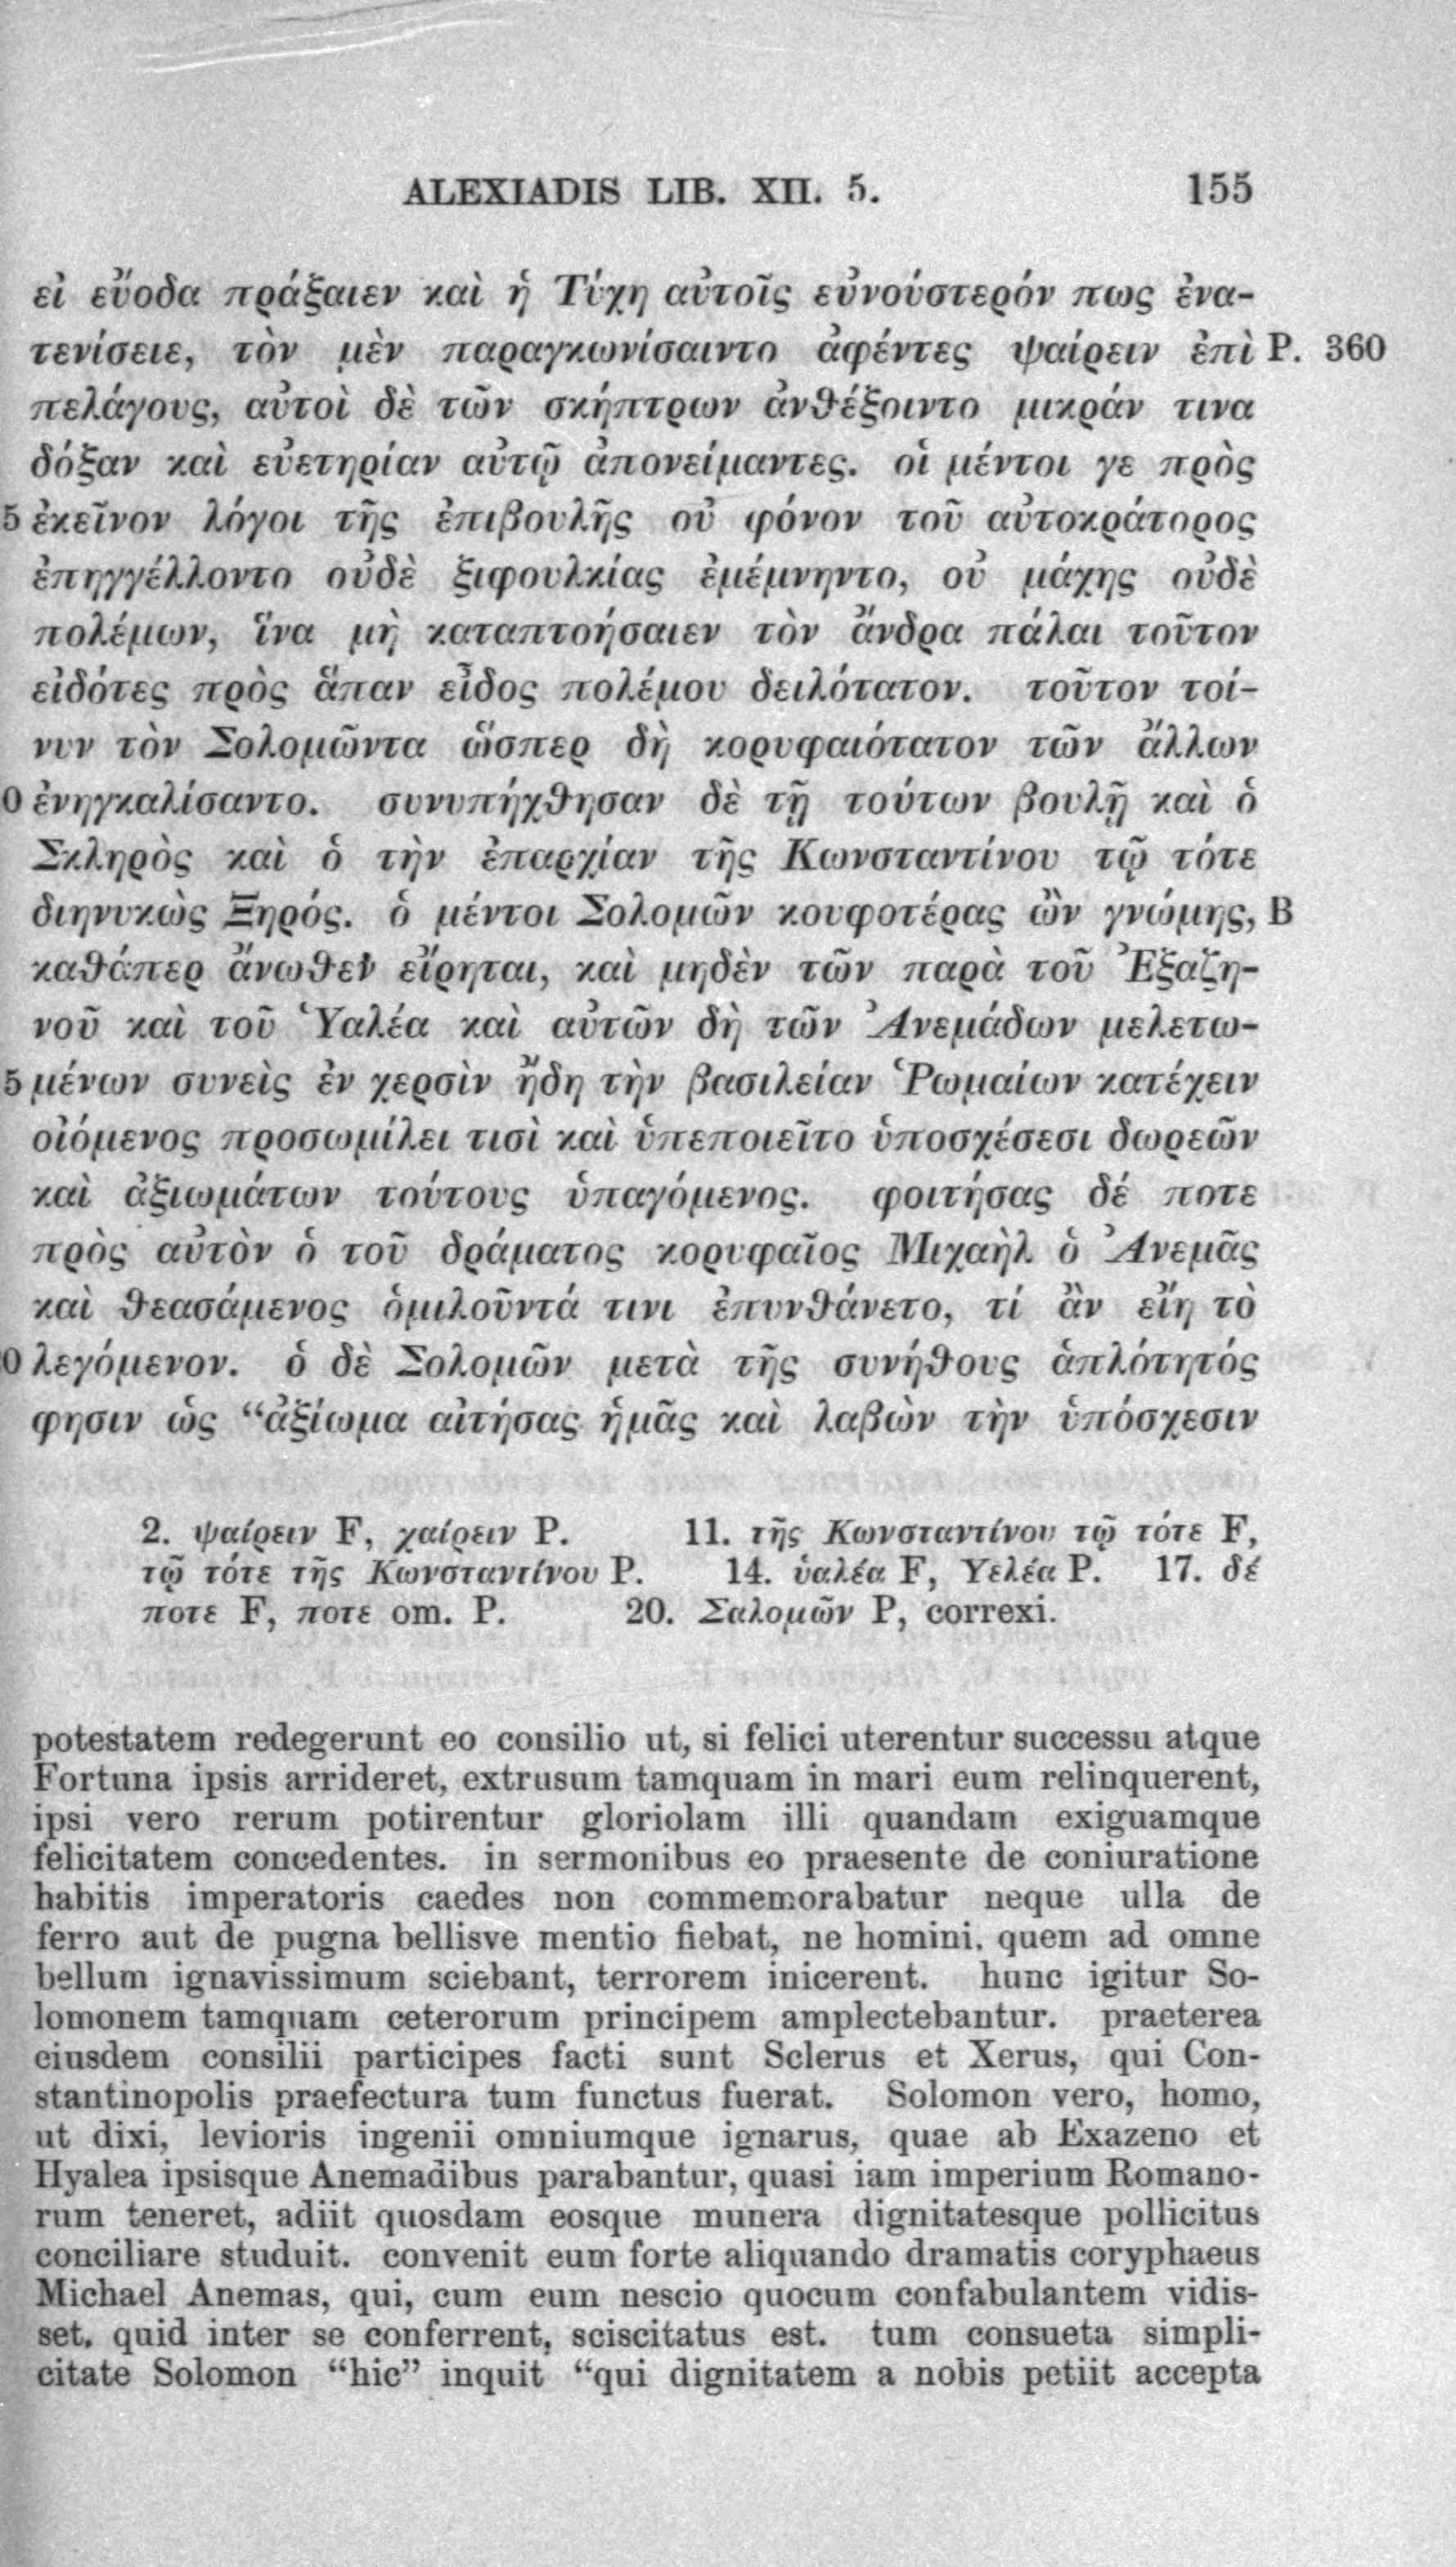 ALEXIADIS LIB. XII. 5. 155
εἰ εὔοδα πράξαιεν καὶ ἡ Τύχη αὐτοῖς εὐνούστερόν πως ἐνα-
τενίσειε, τὸν μὲν παραγκωνίσαιντο ἀφέντες ψαίρειν ἐπὶ P. 360
πελάγους, αὐτοὶ δὲ τῶν σκήπτρων ἀνθέξοιντο μικράν τινα
δόξαν καὶ εὐετηρίαν αὐτῷ ἀπονείμαντες. οἱ μέντοι γε πρὸς
5 ἐκεῖνον λόγοι τῆς ἐπιβουλῆς οὐ φόνον τοῦ αὐτοκράτορος
ἐπηγγέλλοντο οὐδὲ ξιφουλκίας ἐμέμνηντο, οὐ μάχης οὐδὲ
πολέμων, ἵνα μὴ καταπτοήσαιεν τὸν ἄνδρα πάλαι τοῦτον
εἰδότες πρὸς ἅπαν εἶδος πολέμου δειλότατον. τοῦτον τοί-
νυν τὸν Σολομῶντα ὥσπερ δὴ κορυφαιότατον τῶν ἄλλων
0 ἐνηγκαλίσαντο. συνυπήχθησαν δὲ τῇ τούτων βουλῇ καὶ ὁ
Σκληρὸς καὶ ὁ τὴν ἐπαρχίαν τῆς Κωνσταντίνου τῷ τότε
διηνυκὼς Ξηρός. ὁ μέντοι Σολομῶν κουφοτέρας ὢν γνώμης, B
καθάπερ ἄνωθεν εἴρηται, καὶ μηδὲν τῶν παρὰ τοῦ Ἐξαζη-
νοῦ καὶ τοῦ Ὑαλέα καὶ αὐτῶν δὴ τῶν Ἀνεμάδων μελετω-
5 μένων συνεὶς ἐν χερσὶν ἤδη τὴν βασιλείαν Ῥωμαίων κατέχειν
οἰόμενος προσωμίλει τισὶ καὶ ὑπεποιεῖτο ὑποσχέσεσι δωρεῶν
καὶ ἀξιωμάτων τούτους ὑπαγόμενος. φοιτήσας δέ ποτε
πρὸς αὐτὸν ὁ τοῦ δράματος κορυφαῖος Μιχαὴλ ὁ Ἀνεμᾶς
καὶ θεασάμενος ὁμιλοῦντά τινι ἐπυνθάνετο, τί ἂν εἴη τὸ
0 λεγόμενον. ὁ δὲ Σολομῶν μετὰ τῆς συνήθους ἁπλότητός
φησιν ὡς “ἀξίωμα αἰτήσας ἡμᾶς καὶ λαβὼν τὴν ὑπόσχεσιν
2. ψαίρειν F, χαίρειν P. 11. τῆς Κωνσταντίνου τῷ τότε F,
τῷ τότε τῆς Κωνσταντίνου P. 14. ὑαλέα F, Υελέα P. 17. δέ
ποτε F, ποτε om. P. 20. Σαλομῶν P, correxi.
potestatem redegerunt eo consilio ut, si felici uterentur successu atque
Fortuna ipsis arrideret, extrusum tamquam in mari eum relinquerent,
ipsi vero rerum potirentur gloriolam illi quandam exiguamque
felicitatem concedentes. in sermonibus eo praesente de coniuratione
habitis imperatoris caedes non commemorabatur neque ulla de
ferro aut de pugna bellisve mentio fiebat, ne homini, quem ad omne
bellum ignavissimum sciebant, terrorem inicerent. hunc igitur So-
lomonem tamquam ceterorum principem amplectebantur. praeterea
eiusdem consilii participes facti sunt Sclerus et Xerus, qui Con-
stantinopolis praefectura tum functus fuerat. Solomon vero, homo,
ut dixi, levioris ingenii omniumque ignarus, quae ab Exazeno et
Hyalea ipsisque Anemadibus parabantur, quasi iam imperium Romano-
rum teneret, adiit quosdam eosque munera dignitatesque pollicitus
conciliare studuit. convenit eum forte aliquando dramatis coryphaeus
Michael Anemas, qui, cum eum nescio quocum confabulantem vidis-
set, quid inter se conferrent, sciscitatus est. tum consueta simpli-
citate Solomon “hic” inquit “qui dignitatem a nobis petiit accepta